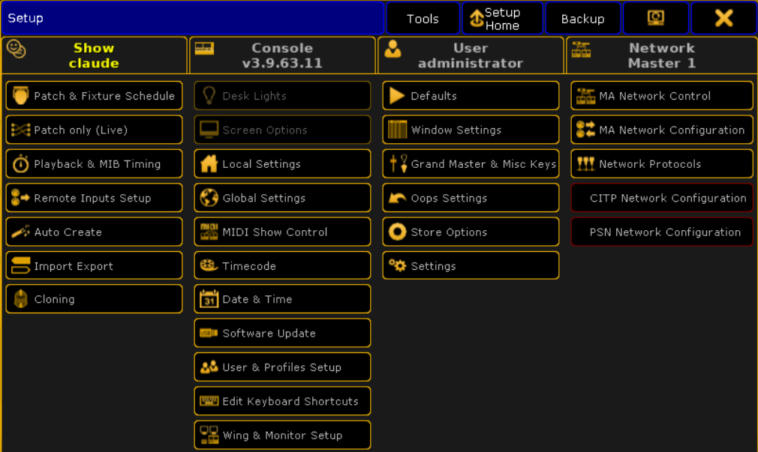 Setup
Tools
Setup
Home
Backup
Show
claude
Console
v3.9.63.11
User
administrator
Network
Master 1
Patch & Fixture Schedule
Patch only (Live)
Playback & MIB Timing
Remote Inputs Setup
Auto Create
Import Export
Cloning
Desk Lights
Screen Options
Local Settings
Global Settings
MIDI Show Control
Timecode
Date & Time
Software Update
User & Profiles Setup
Edit Keyboard Shortcuts
Wing & Monitor Setup
Defaults
Window Settings
Grand Master & Misc Keys
Oops Settings
Store Options
Settings
MA Network Control
MA Network Configuration
Network Protocols
CITP Network Configuration
PSN Network Configuration